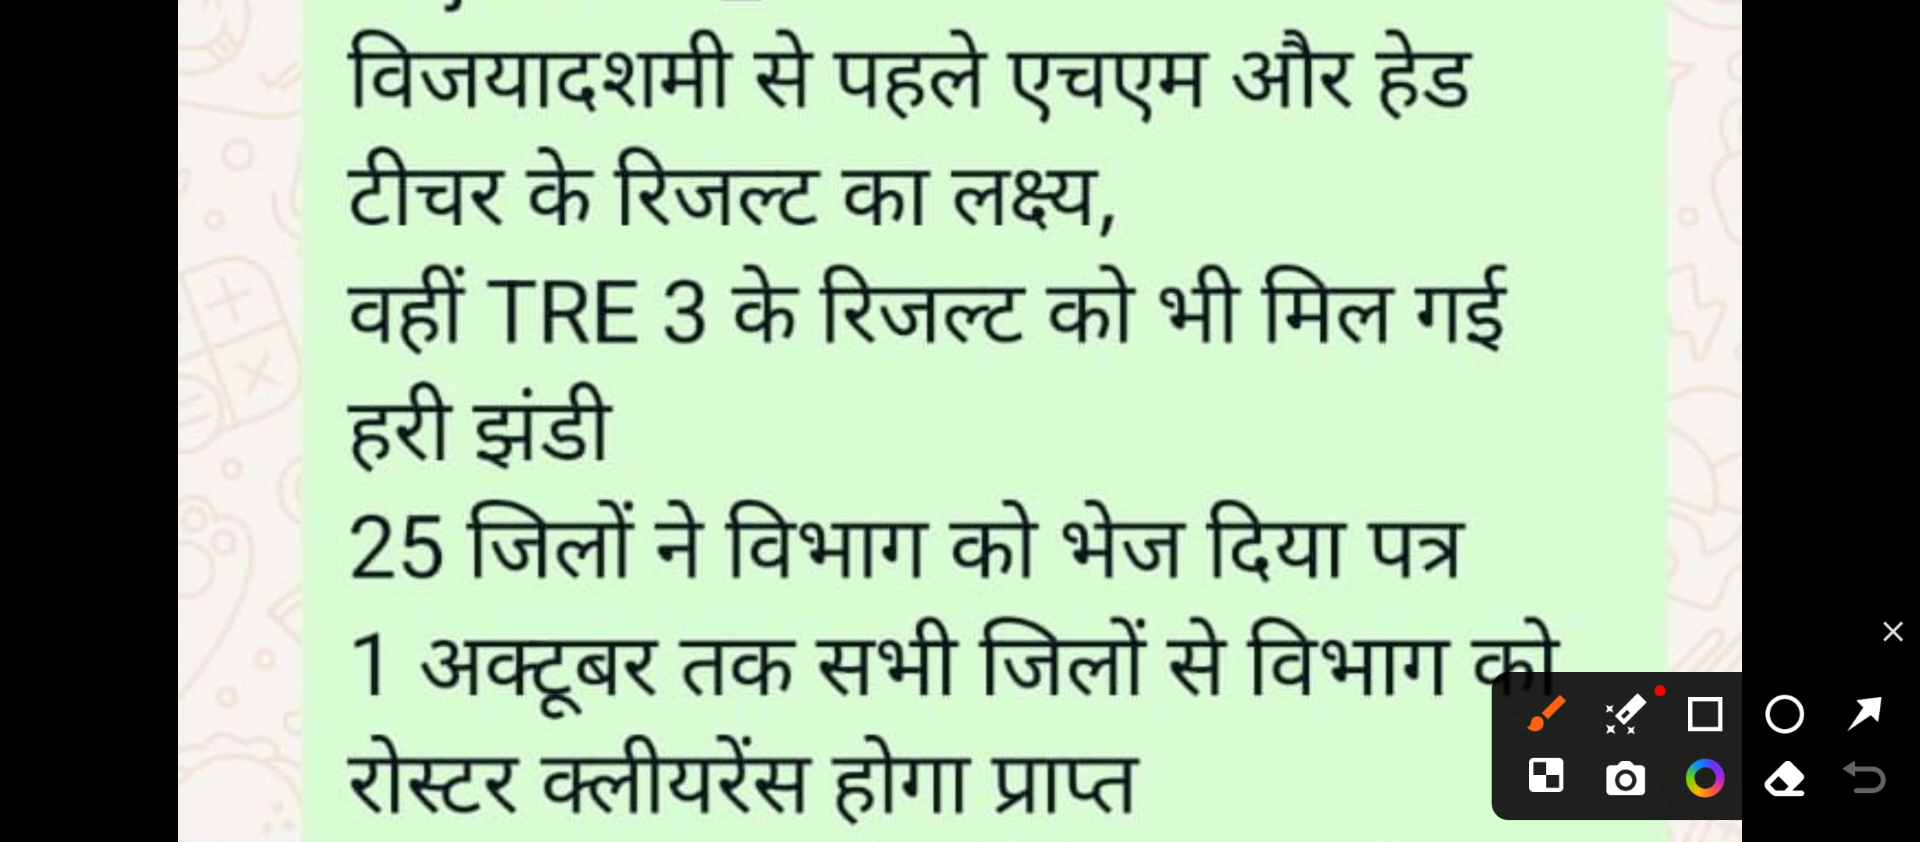 विजयादशमी से पहले एचएम और हेड
टीचर के रिजल्ट का लक्ष्य,
वहीं TRE 3 के रिजल्ट को भी मिल गई
हरी झंडी
25 जिलों ने विभाग को भेज दिया पत्र
1 अक्टूबर तक सभी जिलों से विभाग को
रोस्टर क्लीयरेंस होगा प्राप्त